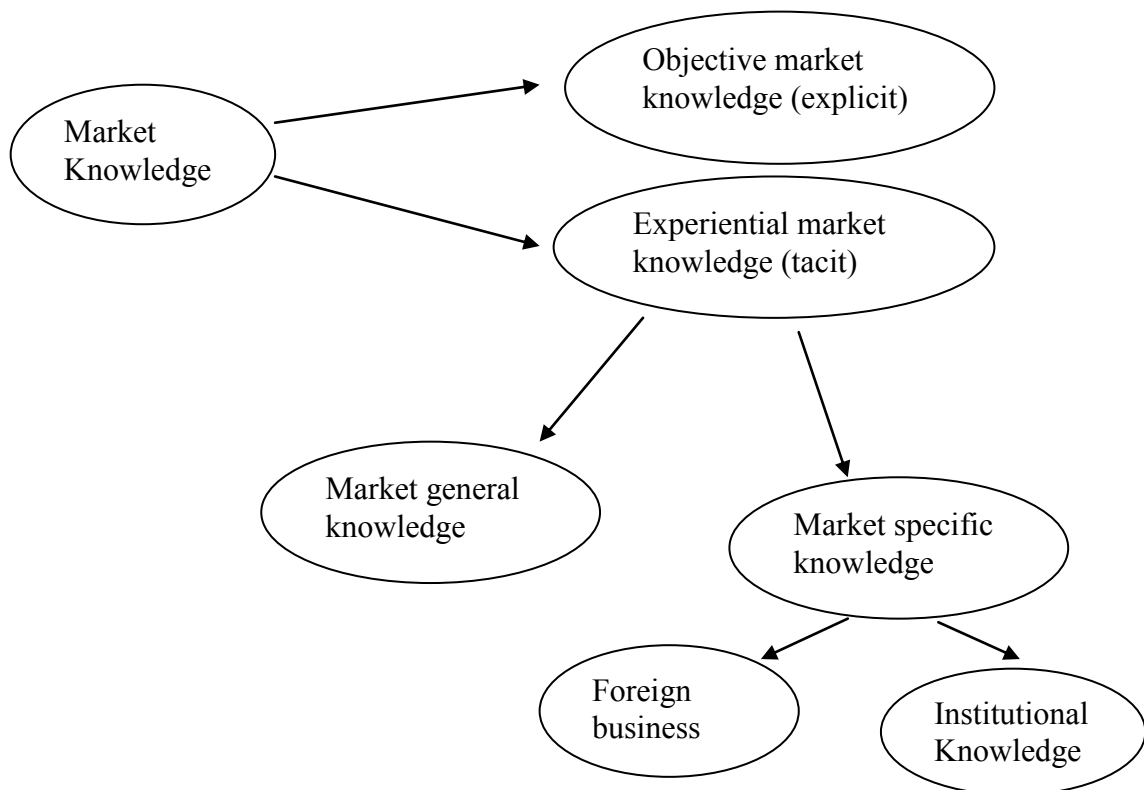 Objective market
knowledge (explicit)
Market
Knowledge
Experiential market
knowledge (tacit)
Market general
knowledge
Market specific
knowledge
Foreign
business
Institutional
Knowledge